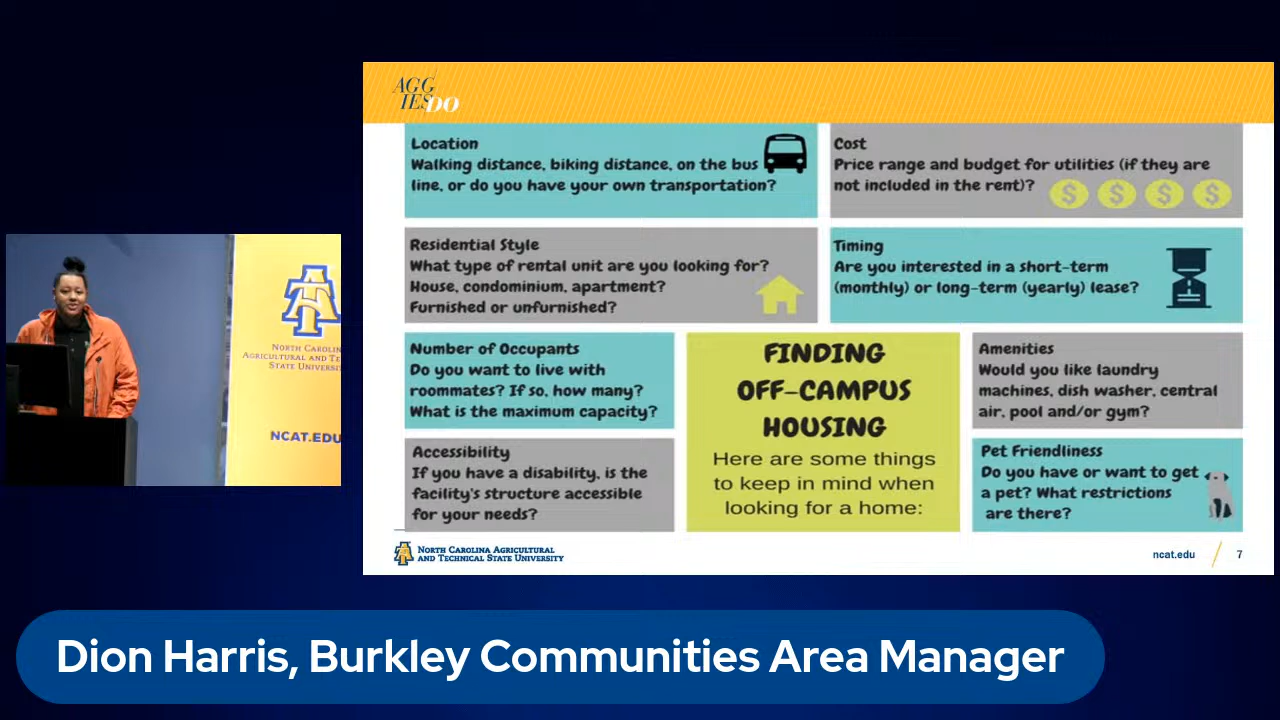 AGG
IESDO
Location
Walking distance, biking distance, on the bus
line, or do you have your own transportation?
Cost
Price range and budget for utilities (if they are
not included in the rent)?
$ $ $ $
Residential Style
What type of rental unit are you looking for?
House, condominium, apartment?
Furnished or unfurnished?
Timing
Are you interested in a short-term
(monthly) or long-term (yearly) lease?
Number of Occupants
Do you want to live with
roommates? If so, how many?
What is the maximum capacity?
FINDING
OFF-CAMPUS
HOUSING
Here are some things
to keep in mind when
looking for a home:
Amenities
Would you like laundry
machines, dish washer, central
air, pool and/or gym?
Accessibility
If you have a disability, is the
facility's structure accessible
for your needs?
Pet Friendliness
Do you have or want to get
a pet? What restrictions
are there?
North Carolina Agricultural
and Technical State University
ncat.edu
7
North Carolin
Agricultural and Te
State Universi
NCAT.EDU
Dion Harris, Burkley Communities Area Manager